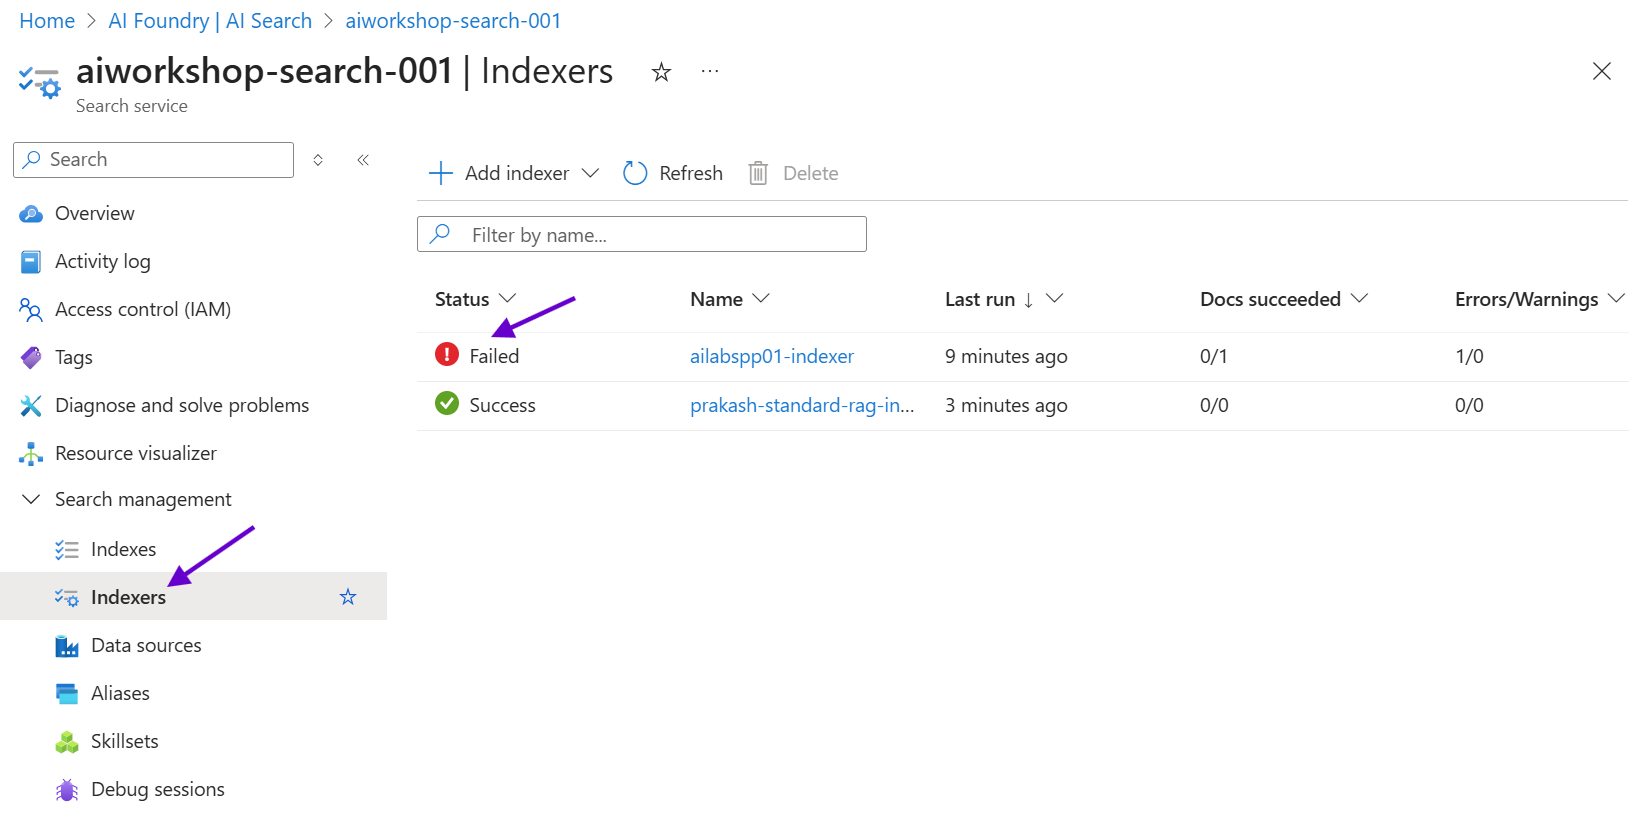 Home > AI Foundry | AI Search > aiworkshop-search-001
aiworkshop-search-001 | Indexers
Search service
Search
Add indexer
Refresh
Delete
Filter by name...
Overview
Activity log
Access control (IAM)
Tags
Diagnose and solve problems
Resource visualizer
Search management
Indexes
Indexers
Data sources
Aliases
Skillsets
Debug sessions
Status Name Last run ↓ Docs succeeded Errors/Warnings
Failed ailabspp01-indexer 9 minutes ago 0/1 1/0
Success prakash-standard-rag-in... 3 minutes ago 0/0 0/0